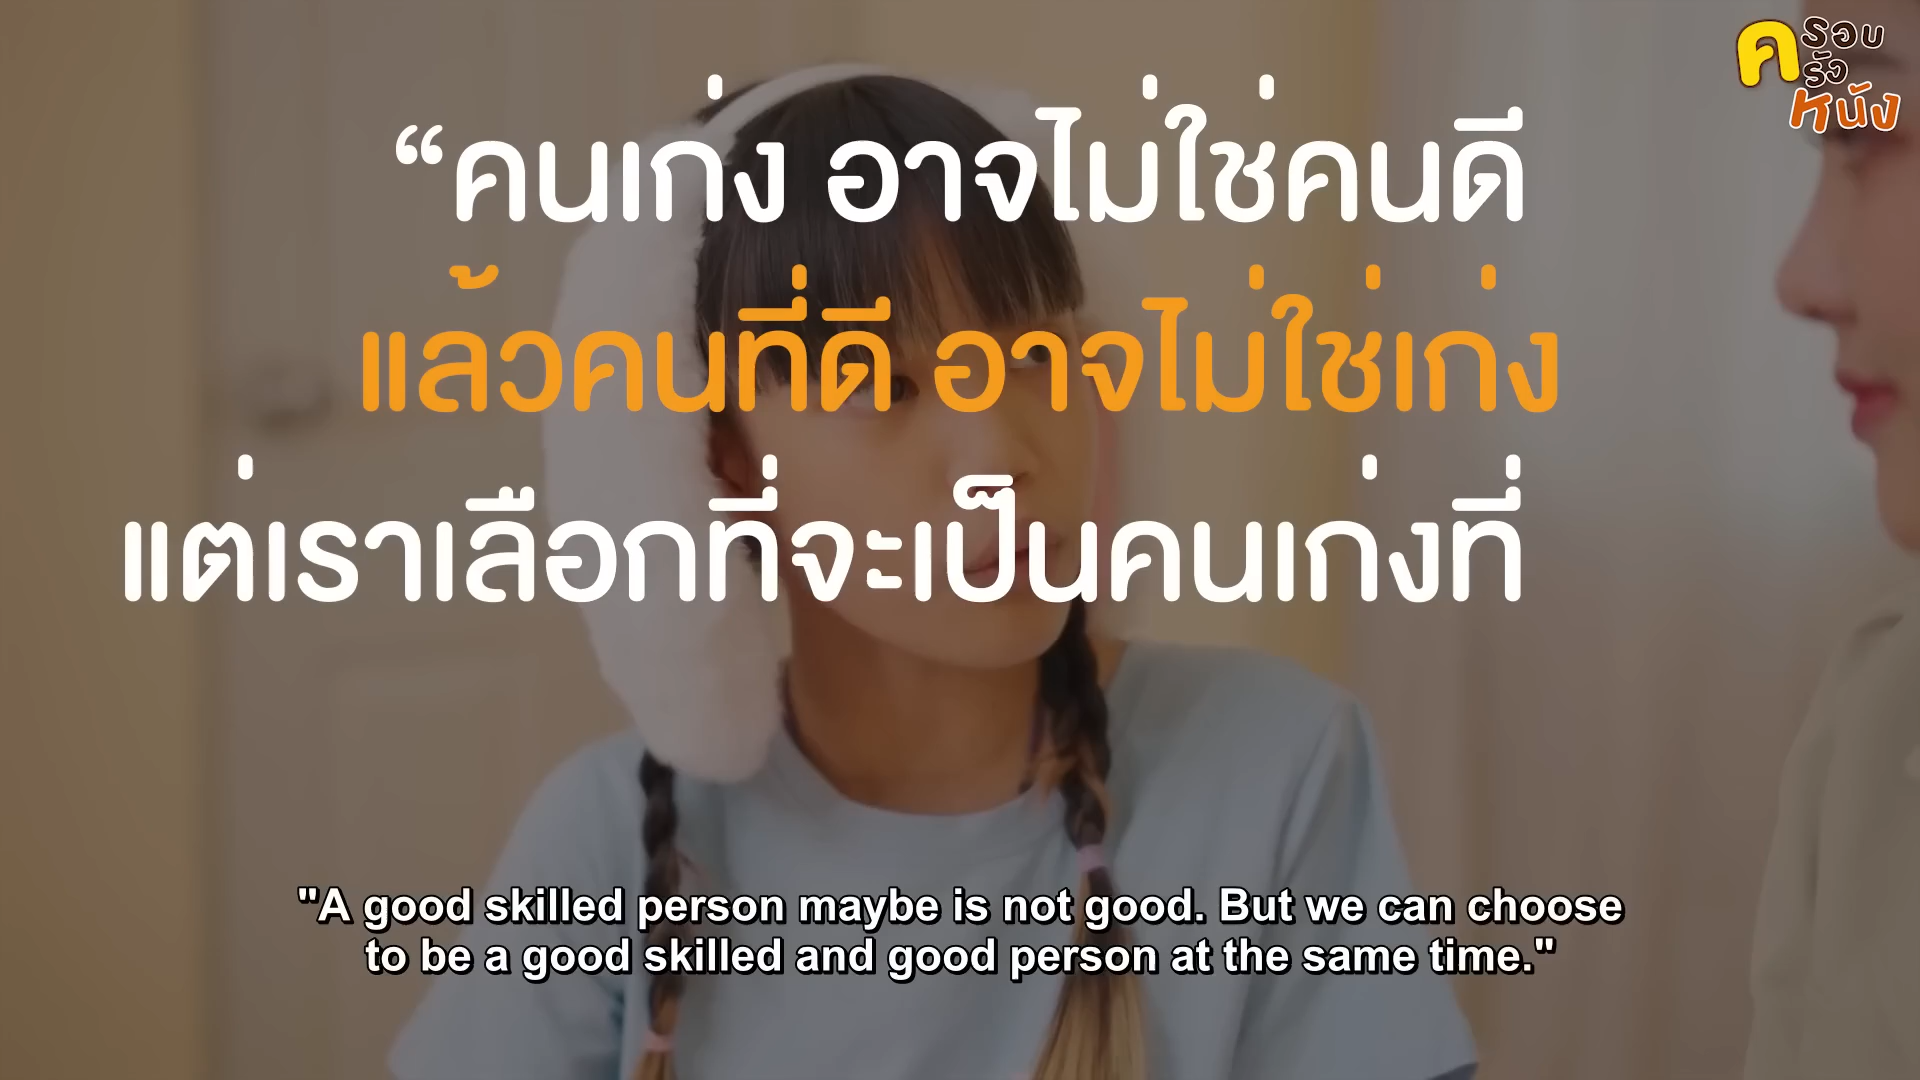 ครอบ
ครัว
หนัง
“คนเก่ง อาจไม่ใช่คนดี
แล้วคนที่ดี อาจไม่ใช่เก่ง
แต่เราเลือกที่จะเป็นคนเก่งที่
"A good skilled person maybe is not good. But we can choose
to be a good skilled and good person at the same time."